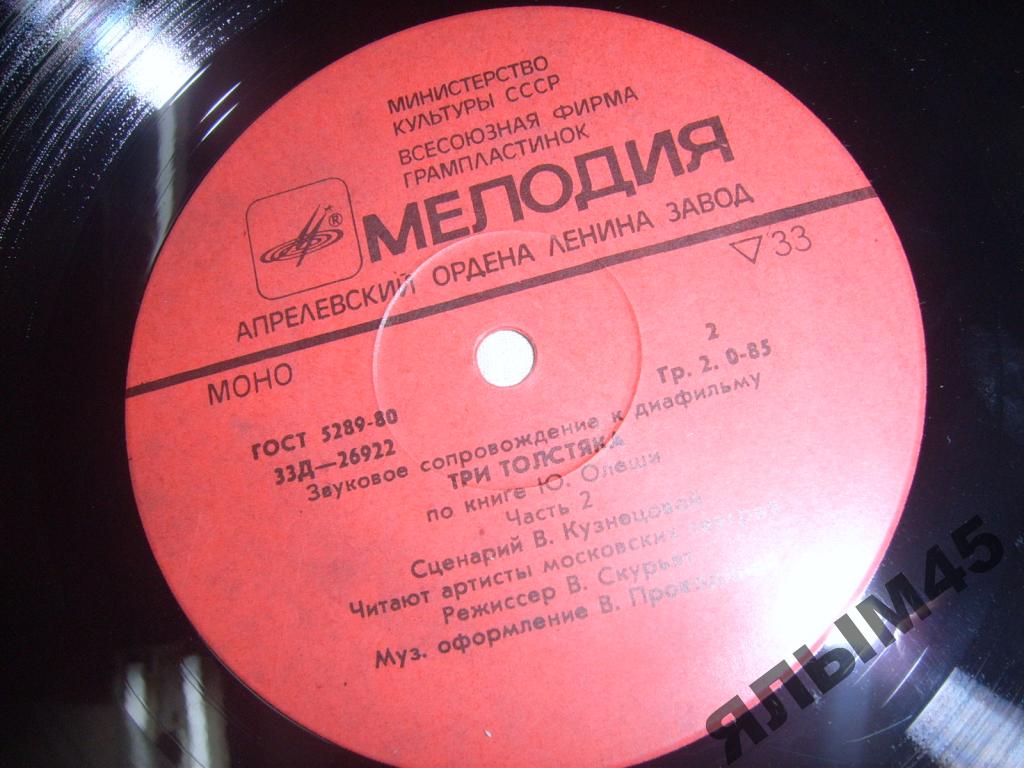 МИНИСТЕРСТВО
КУЛЬТУРЫ СССР
ВСЕСОЮЗНАЯ ФИРМА
ГРАМПЛАСТИНОК
МЕЛОДИЯ
®
АПРЕЛЕВСКИЙ ОРДЕНА ЛЕНИНА ЗАВОД
МОНО
▽33
ГОСТ 5289-80
2
33Д—26922
Гр. 2. 0-85
Звуковое сопровождение к диафильму
ТРИ ТОЛСТЯКА
по книге Ю. Олеши
Часть 2
Сценарий В. Кузнецовой
Читают артисты московских театров
Режиссер В. Скурьят
Муз. оформление В.
ЯЛЫМ45